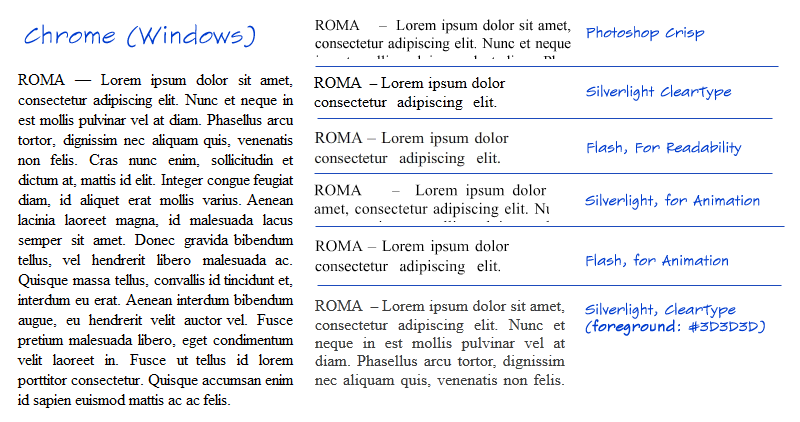 Chrome (Windows)
ROMA — Lorem ipsum dolor sit amet,
consectetur adipiscing elit. Nunc et neque in
est mollis pulvinar vel at diam. Phasellus arcu
tortor, dignissim nec aliquam quis, venenatis
non felis. Cras nunc enim, sollicitudin et
dictum at, mattis id elit. Integer congue feugiat
diam, id aliquet erat mollis varius. Aenean
lacinia laoreet magna, id malesuada lacus
semper sit amet. Donec gravida bibendum
tellus, vel hendrerit libero malesuada ac.
Quisque massa tellus, convallis id tincidunt et,
interdum eu erat. Aenean interdum bibendum
augue, eu hendrerit velit auctor vel. Fusce
pretium malesuada libero, eget condimentum
velit laoreet in. Fusce ut tellus id lorem
porttitor consectetur. Quisque accumsan enim
id sapien euismod mattis ac ac felis.
ROMA – Lorem ipsum dolor sit amet,
consectetur adipiscing elit. Nunc et neque
Photoshop Crisp
ROMA – Lorem ipsum dolor
consectetur adipiscing elit.
Silverlight ClearType
ROMA – Lorem ipsum dolor
consectetur adipiscing elit.
Flash, For Readability
ROMA – Lorem ipsum dolor
amet, consectetur adipiscing elit. Nu
Silverlight, for Animation
ROMA – Lorem ipsum dolor
consectetur adipiscing elit.
Flash, for Animation
ROMA – Lorem ipsum dolor sit amet,
consectetur adipiscing elit. Nunc et
neque in est mollis pulvinar vel at
diam. Phasellus arcu tortor, dignissim
nec aliquam quis, venenatis non felis.
Silverlight, ClearType
(foreground: #3D3D3D)